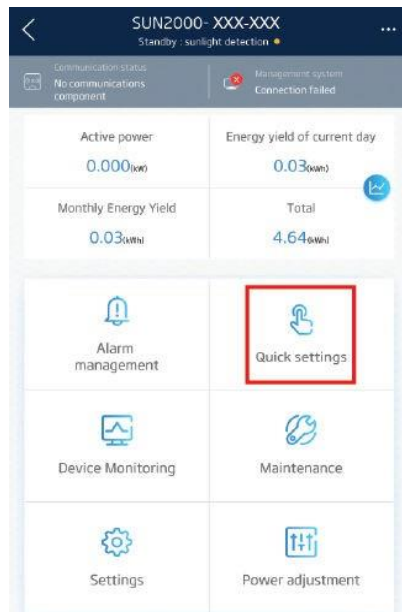 SUN2000- XXX-XXX
Standby : sunlight detection
Communication status
No communications
component
Management system
Connection failed
Active power
0.000(kW)
Energy yield of current day
0.03(kWh)
Monthly Energy Yield
0.03(kWh)
Total
4.64(kWh)
Alarm
management
Quick settings
Device Monitoring
Maintenance
Settings
Power adjustment